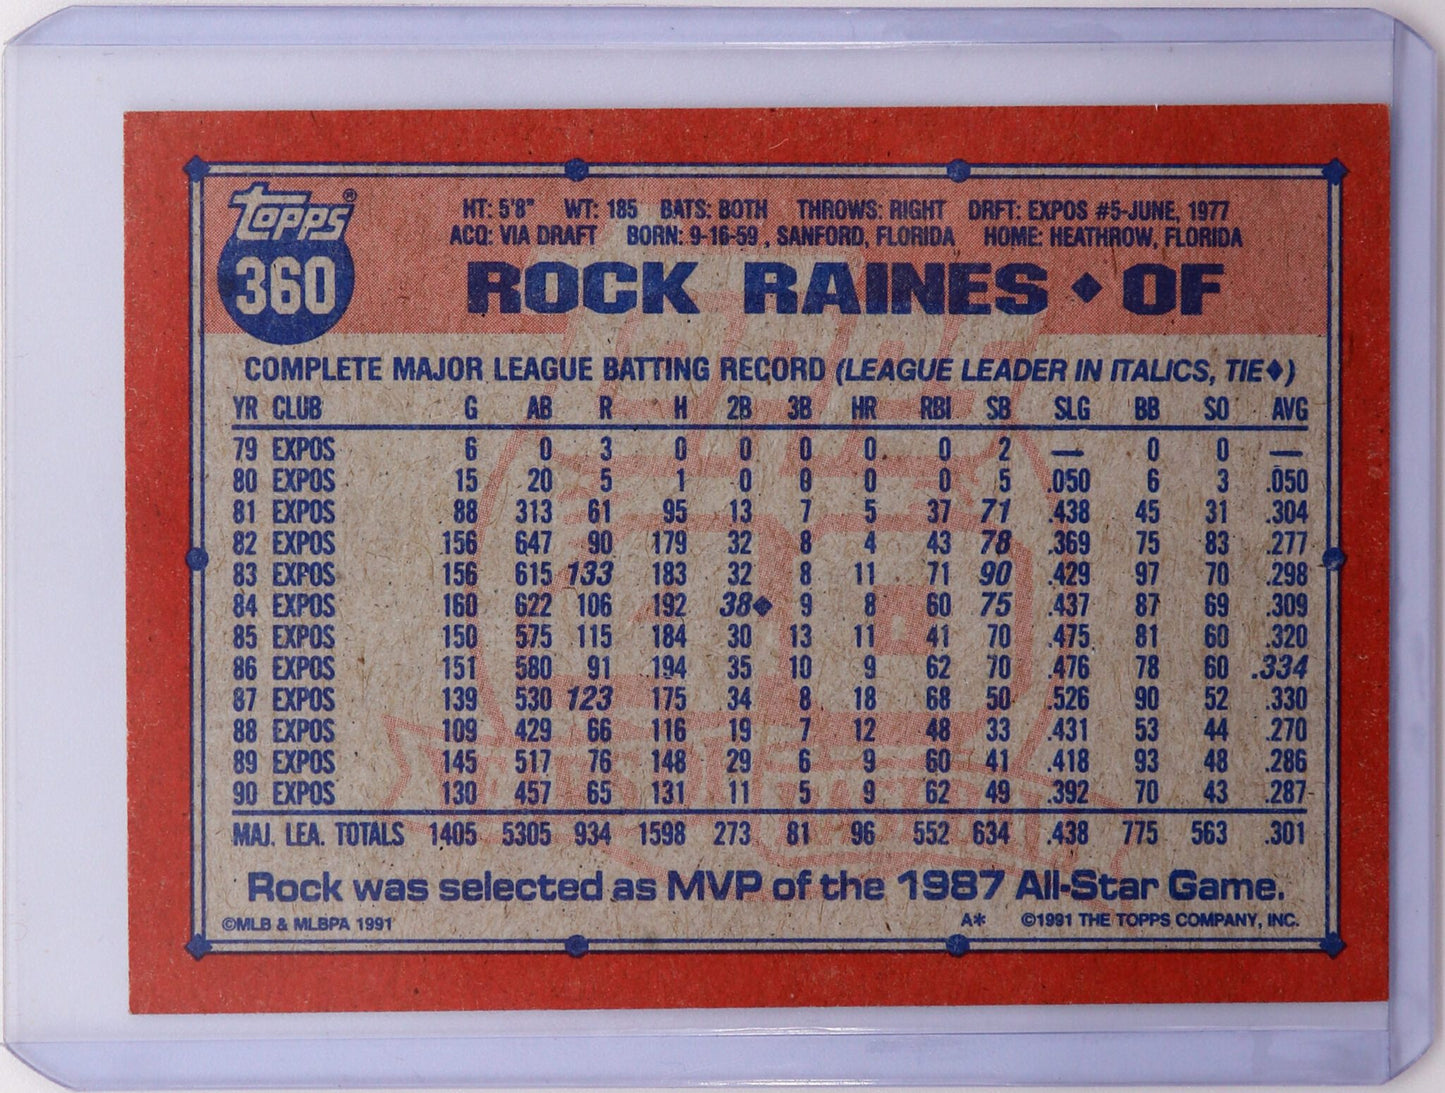 topps®
360
HT: 5'8" WT: 185 BATS: BOTH THROWS: RIGHT DRFT: EXPOS #5-JUNE, 1977
ACQ: VIA DRAFT BORN: 9-16-59 , SANFORD, FLORIDA HOME: HEATHROW, FLORIDA
ROCK RAINES ♦ OF
COMPLETE MAJOR LEAGUE BATTING RECORD (LEAGUE LEADER IN ITALICS, TIE♦)
YR CLUB G AB R H 2B 3B HR RBI SB SLG BB SO AVG
79 EXPOS 6 0 3 0 0 0 0 0 2 — 0 0 —
80 EXPOS 15 20 5 1 0 0 0 0 5 .050 6 3 .050
81 EXPOS 88 313 61 95 13 7 5 37 71 .438 45 31 .304
82 EXPOS 156 647 90 179 32 8 4 43 78 .369 75 83 .277
83 EXPOS 156 615 133 183 32 8 11 71 90 .429 97 70 .298
84 EXPOS 160 622 106 192 38♦ 9 8 60 75 .437 87 69 .309
85 EXPOS 150 575 115 184 30 13 11 41 70 .475 81 60 .320
86 EXPOS 151 580 91 194 35 10 9 62 70 .476 78 60 .334
87 EXPOS 139 530 123 175 34 8 18 68 50 .526 90 52 .330
88 EXPOS 109 429 66 116 19 7 12 48 33 .431 53 44 .270
89 EXPOS 145 517 76 148 29 6 9 60 41 .418 93 48 .286
90 EXPOS 130 457 65 131 11 5 9 62 49 .392 70 43 .287
MAJ. LEA. TOTALS 1405 5305 934 1598 273 81 96 552 634 .438 775 563 .301
Rock was selected as MVP of the 1987 All-Star Game.
©MLB & MLBPA 1991 A* ©1991 THE TOPPS COMPANY, INC.